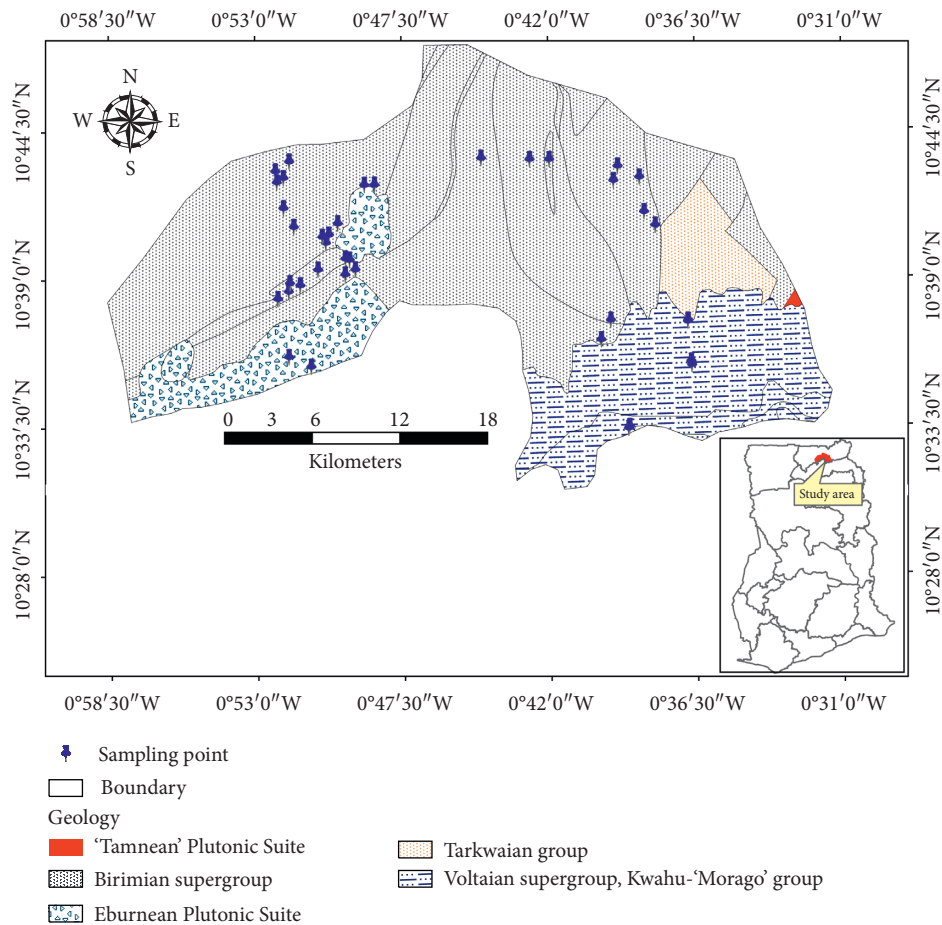 0°58′30″W 0°53′0″W 0°47′30″W 0°42′0″W 0°36′30″W 0°31′0″W
N
W E
S
10°44′30″N 10°44′30″N
10°39′0″N 10°39′0″N
10°33′30″N 10°33′30″N
10°28′0″N 10°28′0″N
0 3 6 12 18
Kilometers
Study area
0°58′30″W 0°53′0″W 0°47′30″W 0°42′0″W 0°36′30″W 0°31′0″W
Sampling point
Boundary
Geology
‘Tamnean’ Plutonic Suite
Birimian supergroup
Eburnean Plutonic Suite
Tarkwaian group
Voltaian supergroup, Kwahu-‘Morago’ group